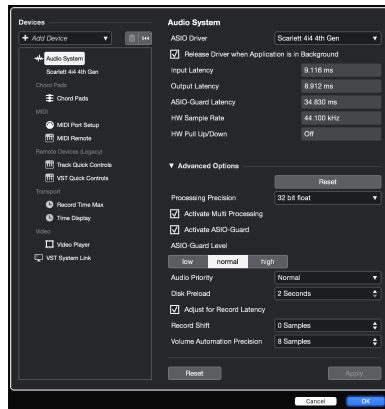 Devices
+ Add Device
Audio System
Scarlett 4i4 4th Gen
Chord Pads
Chord Pads
MIDI
MIDI Port Setup
MIDI Remote
Remote Devices (Legacy)
Track Quick Controls
VST Quick Controls
Transport
Record Time Max
Time Display
Video
Video Player
VST System Link
Audio System
ASIO Driver Scarlett 4i4 4th Gen
Release Driver when Application is in Background
Input Latency 9.116 ms
Output Latency 8.912 ms
ASIO-Guard Latency 34.830 ms
HW Sample Rate 44.100 kHz
HW Pull Up/Down Off
Advanced Options
Reset
Processing Precision 32 bit float
Activate Multi Processing
Activate ASIO-Guard
ASIO-Guard Level
low normal high
Audio Priority Normal
Disk Preload 2 Seconds
Adjust for Record Latency
Record Shift 0 Samples
Volume Automation Precision 8 Samples
Reset Apply
Cancel OK